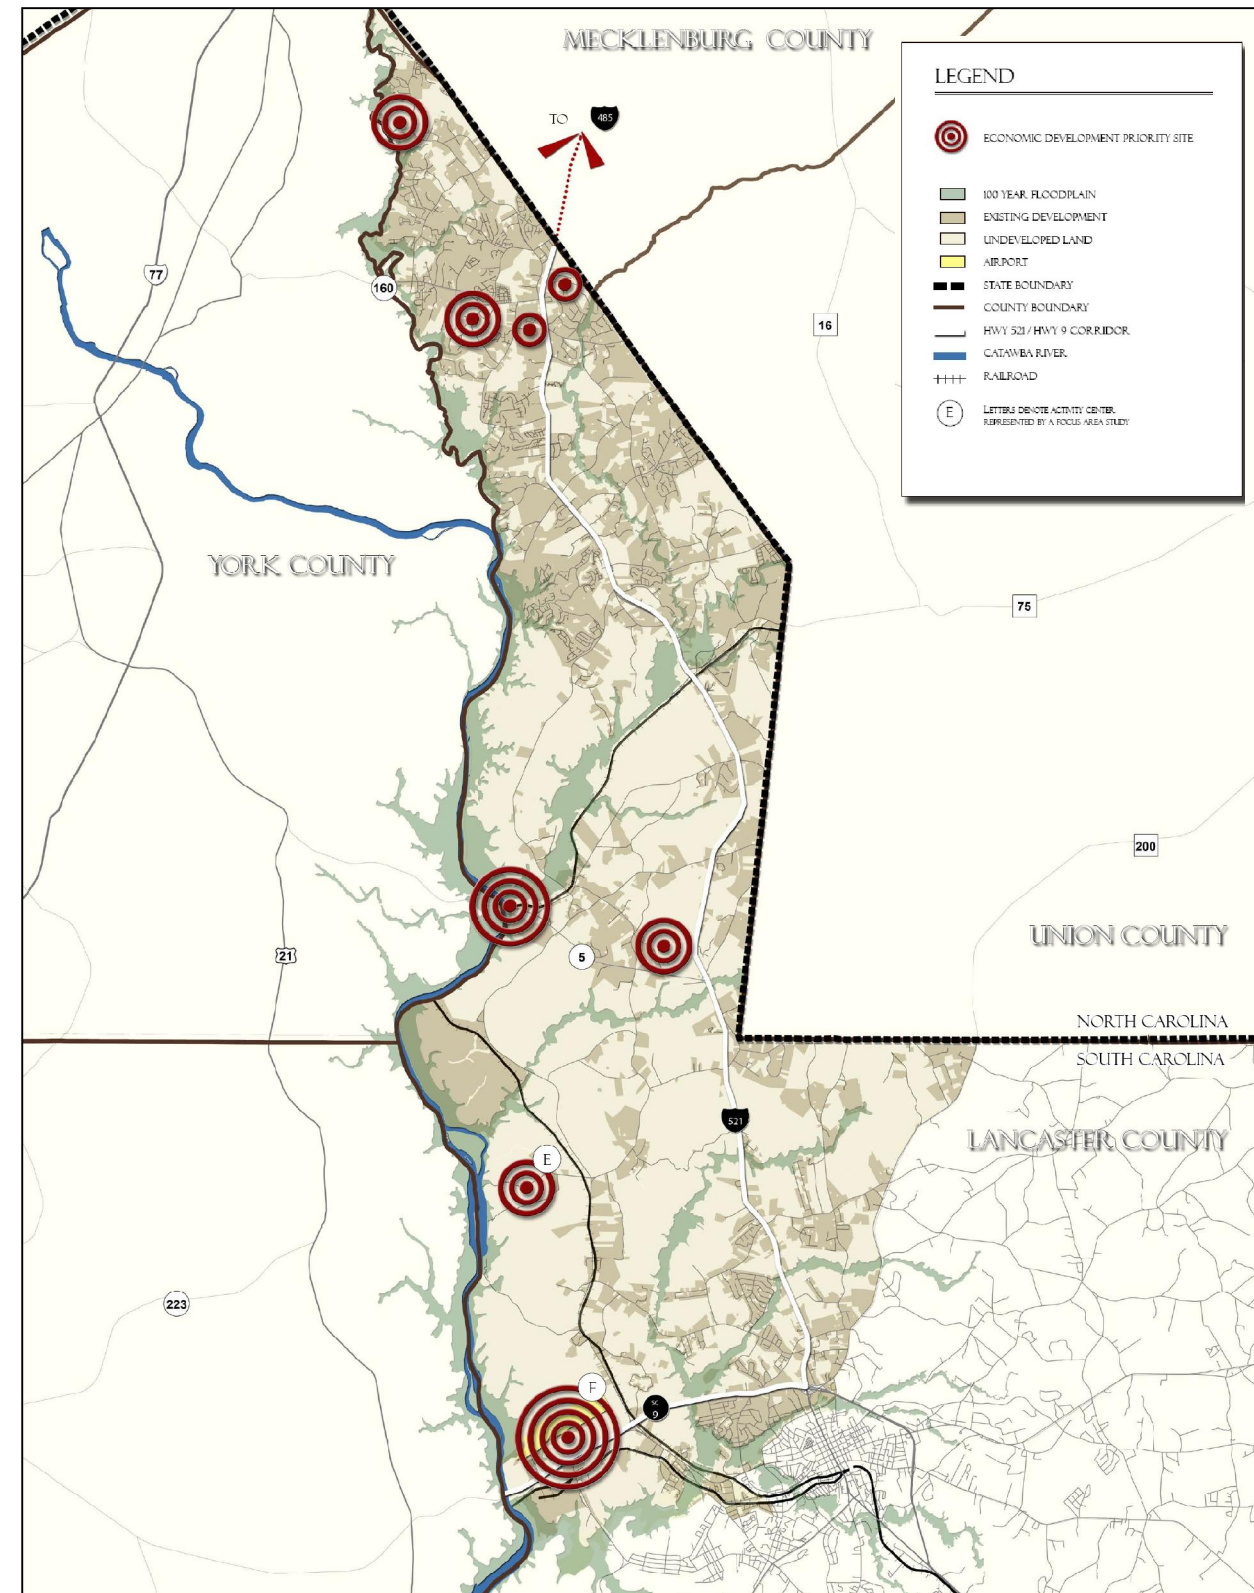 MECKLENBURG COUNTY
LEGEND
ECONOMIC DEVELOPMENT PRIORITY SITE
100 YEAR FLOODPLAIN
EXISTING DEVELOPMENT
UNDEVELOPED LAND
AIRPORT
STATE BOUNDARY
COUNTY BOUNDARY
HWY 521 / HWY 9 CORRIDOR
CATAWBA RIVER
RAILROAD
E
LETTERS DENOTE ACTIVITY CENTER
REPRESENTED BY A FOCUS AREA STUDY
TO
485
77
160
16
YORK COUNTY
75
200
21
5
UNION COUNTY
NORTH CAROLINA
SOUTH CAROLINA
521
LANCASTER COUNTY
E
223
F
SC
9